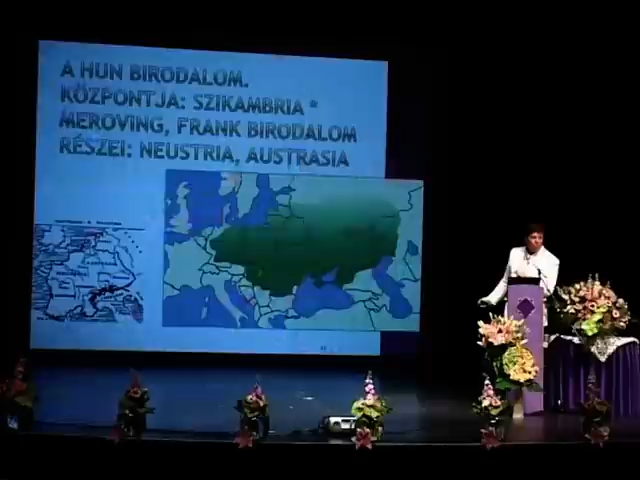 A HUN BIRODALOM.
KÖZPONTJA: SZIKAMBRIA *
MEROVING, FRANK BIRODALOM
RÉSZEI: NEUSTRIA, AUSTRASIA